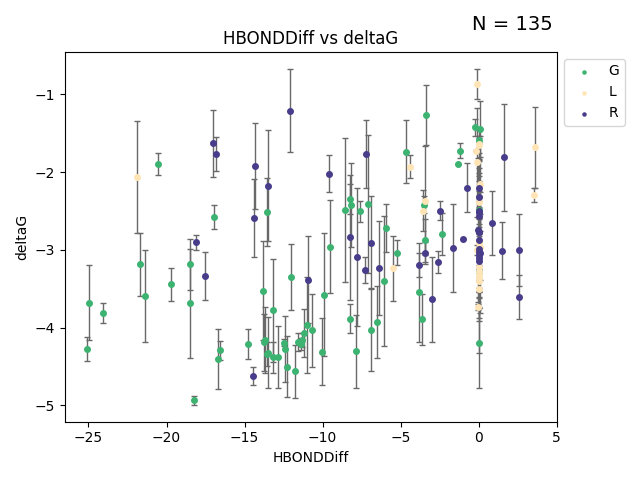 N = 135
HBONDDiff vs deltaG
G
L
R
deltaG
−1
−2
−3
−4
−5
−25
−20
−15
−10
−5
0
5
HBONDDiff